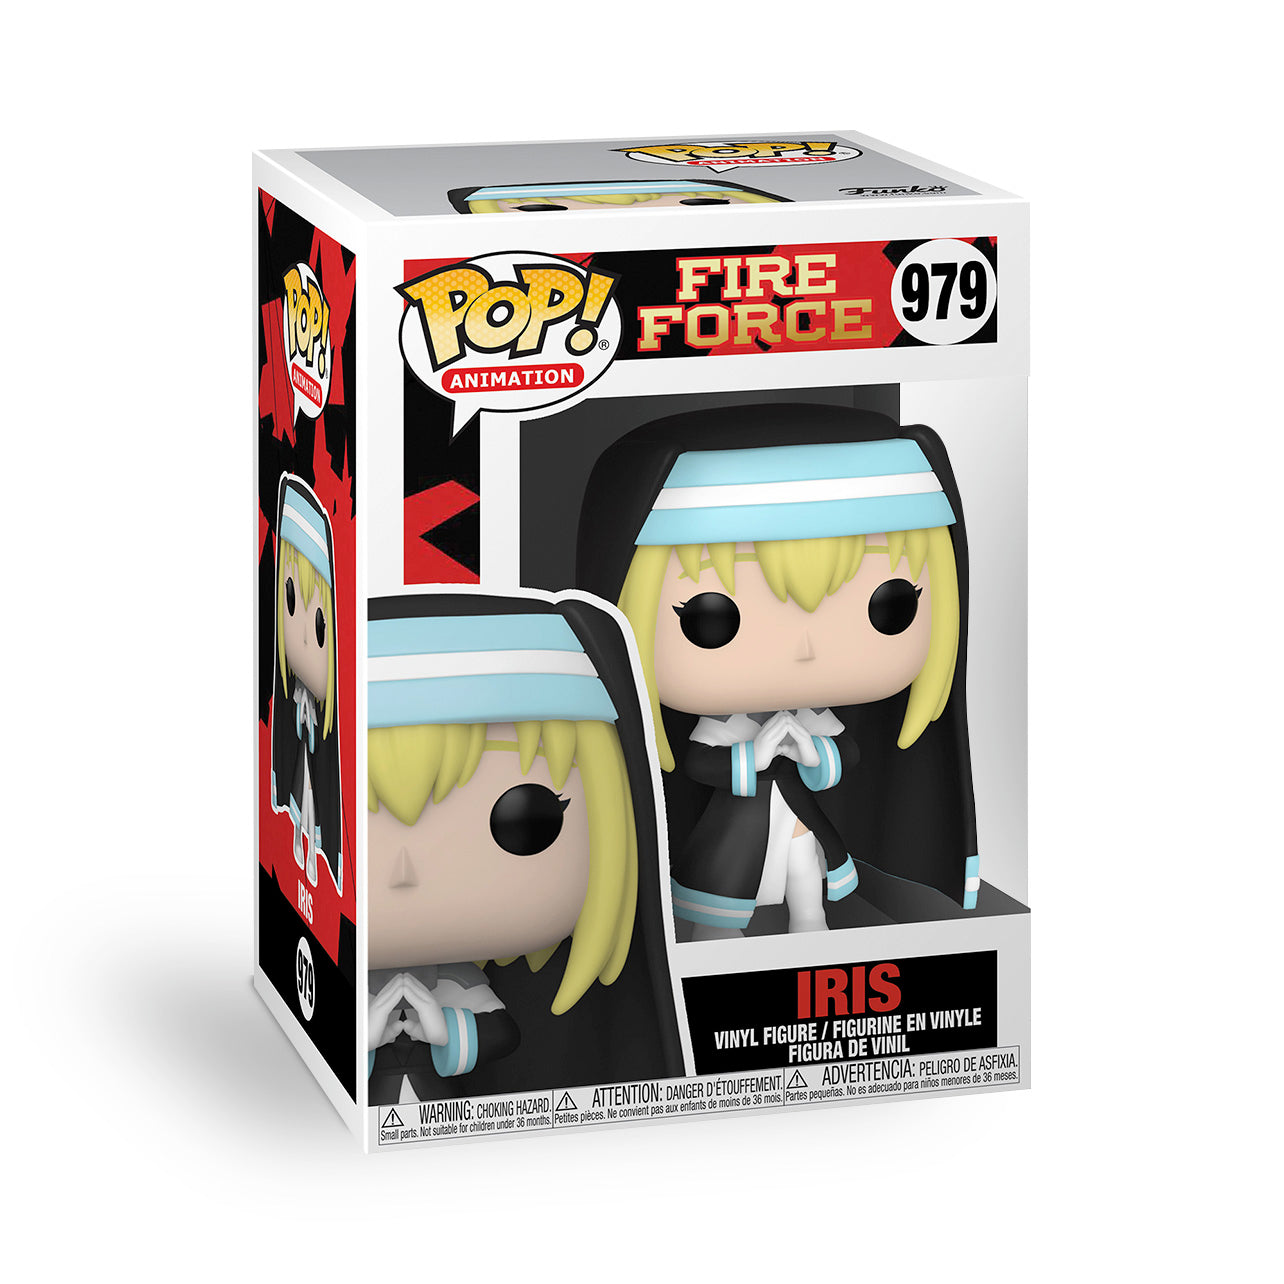 POP!
ANIMATION
Funko
POP!
ANIMATION
IRIS
979
POP!®
ANIMATION
FIRE
FORCE
979
IRIS
VINYL FIGURE / FIGURINE EN VINYLE
FIGURA DE VINIL
WARNING: CHOKING HAZARD.
Small parts. Not suitable for children under 36 months.
ATTENTION: DANGER D'ÉTOUFFEMENT.
Petites pièces. Ne convient pas aux enfants de moins de 36 mois.
ADVERTENCIA: PELIGRO DE ASFIXIA.
Partes pequeñas. No es adecuado para niños menores de 36 meses.